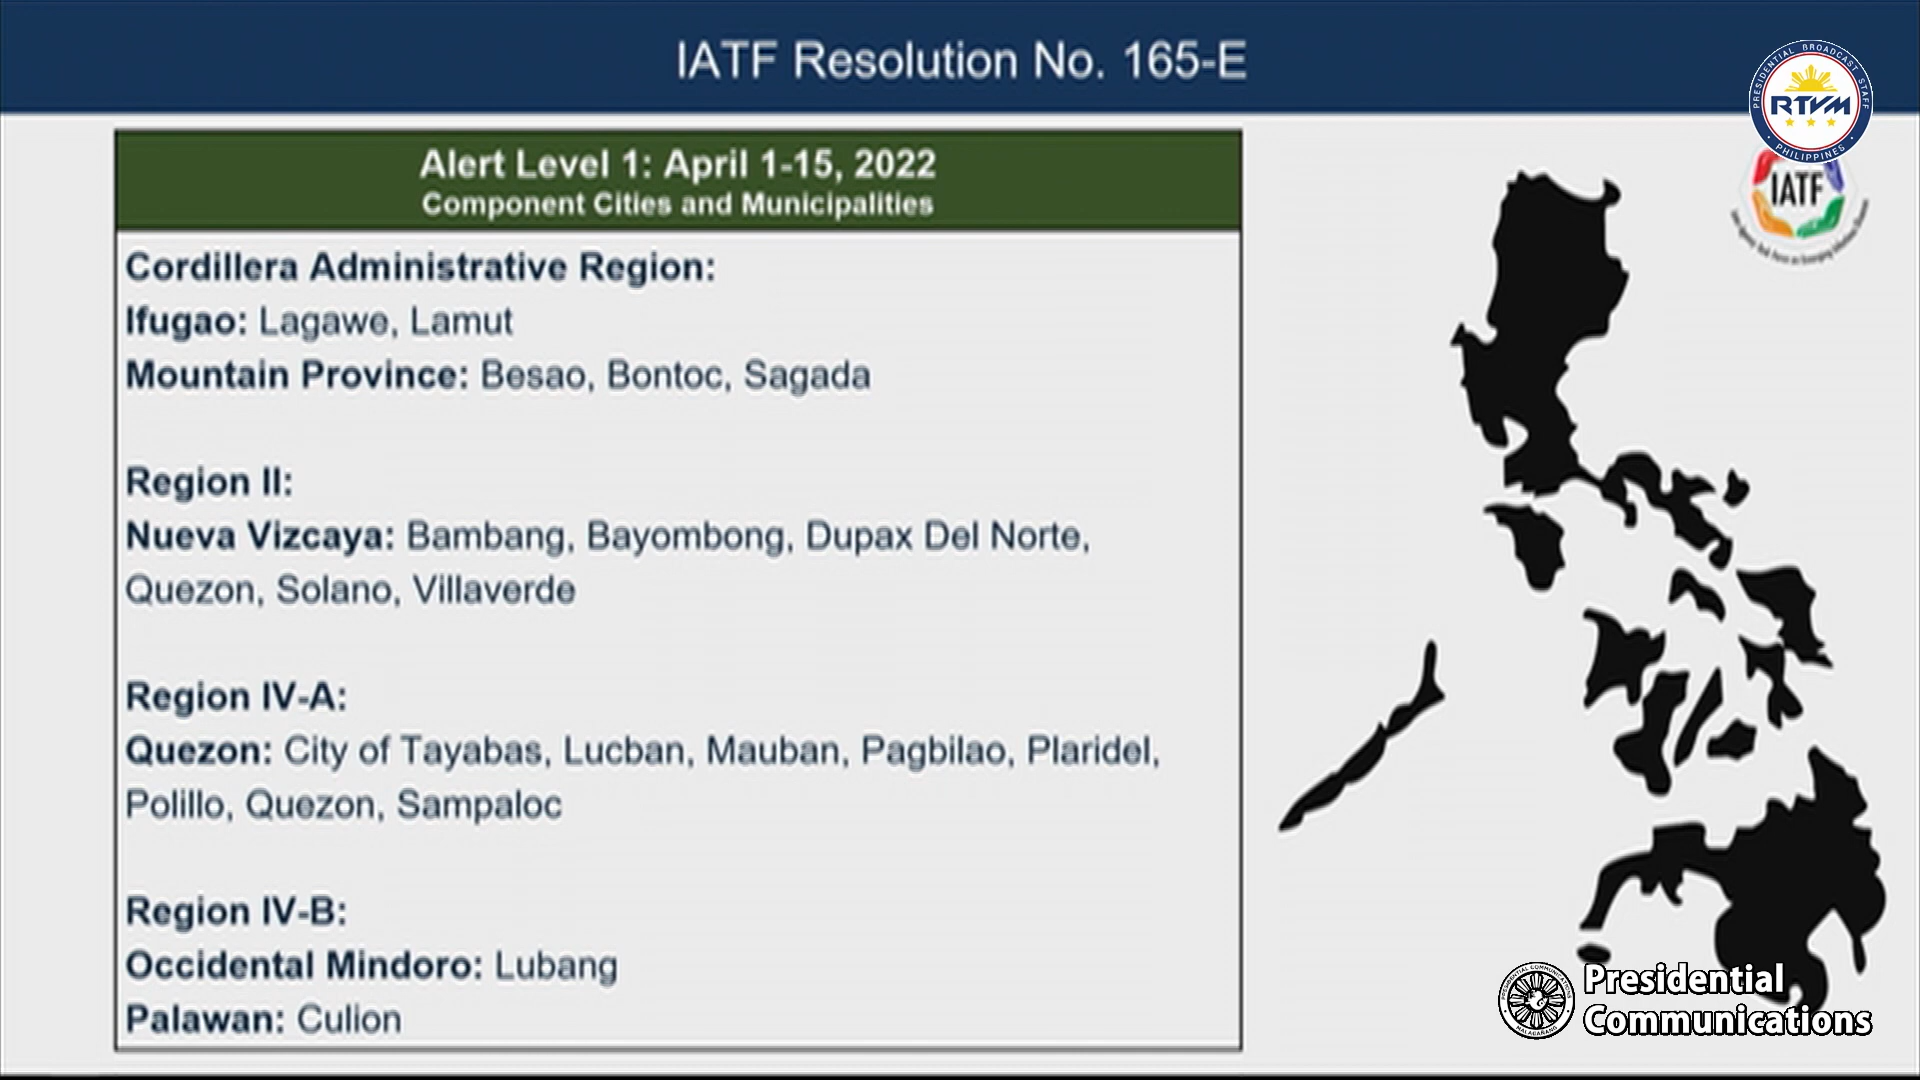 IATF Resolution No. 165-E
PRESIDENTIAL BROADCAST STAFF
RTVM
PHILIPPINES
IATF
Alert Level 1: April 1-15, 2022
Component Cities and Municipalities
Cordillera Administrative Region:
Ifugao: Lagawe, Lamut
Mountain Province: Besao, Bontoc, Sagada
Region II:
Nueva Vizcaya: Bambang, Bayombong, Dupax Del Norte,
Quezon, Solano, Villaverde
Region IV-A:
Quezon: City of Tayabas, Lucban, Mauban, Pagbilao, Plaridel,
Polillo, Quezon, Sampaloc
Region IV-B:
Occidental Mindoro: Lubang
Palawan: Culion
Presidential
Communications